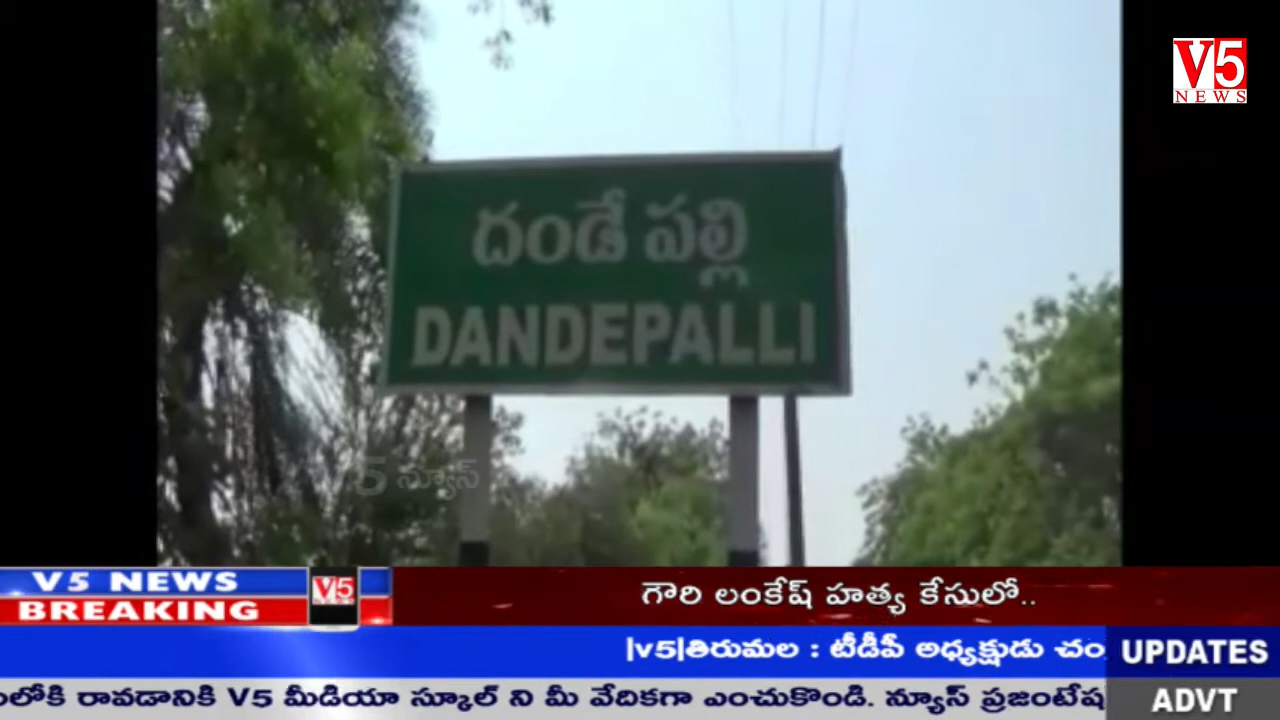 V5
NEWS
దండే పల్లి
DANDEPALLI
5 న్యూస్
V5 NEWS
BREAKING
V5
గౌరి లంకేష్ హత్య కేసులో..
|v5|తిరుమల : టీడీపీ అధ్యక్షుడు చం
UPDATES
లోకి రావడానికి V5 మీడియా స్కూల్ ని మీ వేదికగా ఎంచుకొండి. న్యూస్ ప్రజంటేష
ADVT